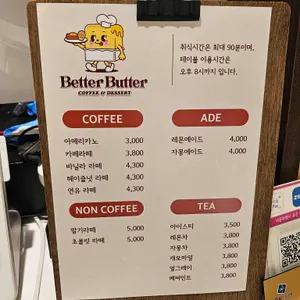 취식시간은 최대 90분이며,
테이블 이용시간은
오후 8시까지 입니다.
Better Butter
COFFEE & DESSERT
COFFEE
아메리카노 3,000
카페라떼 3,800
바닐라 라떼 4,300
헤이즐넛 라떼 4,300
연유 라떼 4,300
NON COFFEE
딸기라떼 5,000
초콜릿 라떼 5,000
ADE
레몬에이드 4,000
자몽에이드 4,000
TEA
아이스티 3,500
레몬차 3,800
자몽차 3,800
캐모마일 3,800
얼그레이 3,800
페퍼민트 3,800